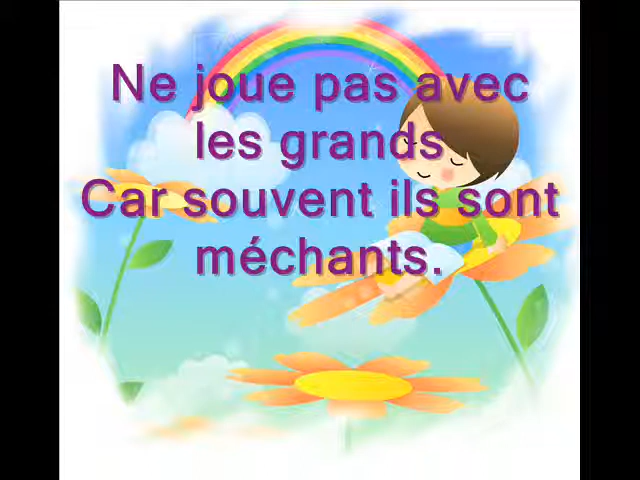 Ne joue pas avec
les grands
Car souvent ils sont
méchants.